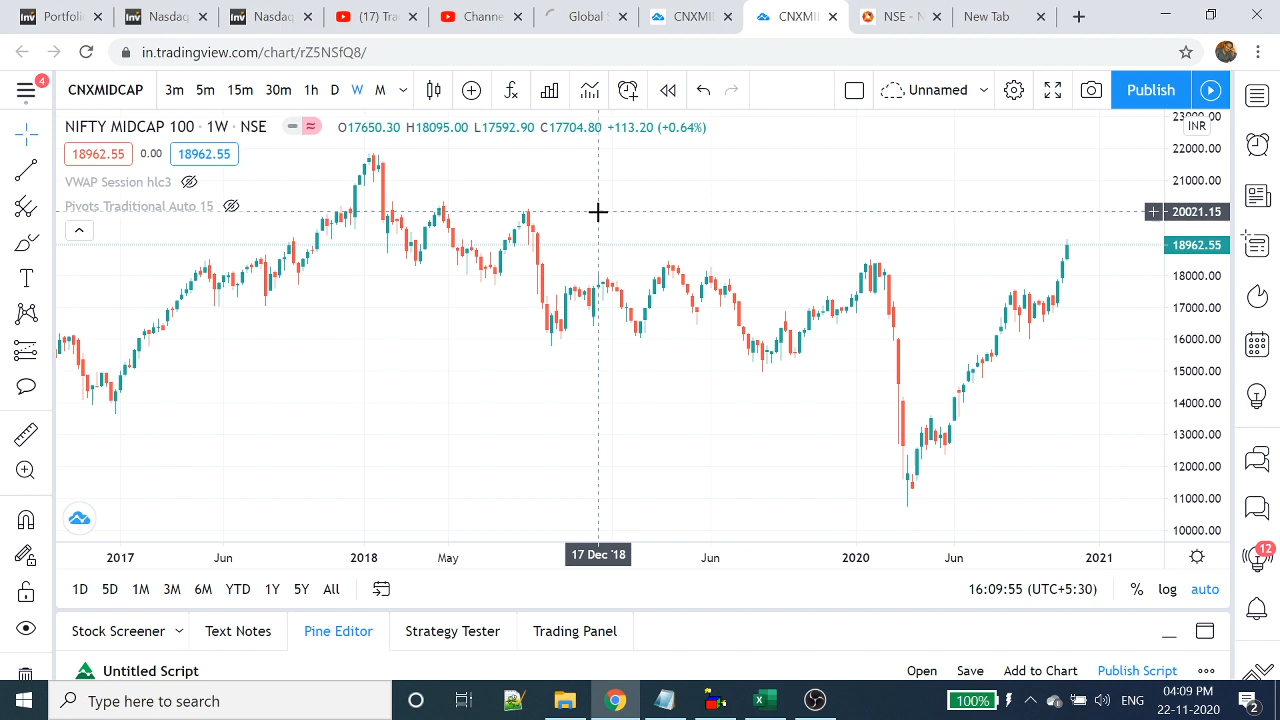 Portfolio
Nasdaq
Nasdaq
(17) Tra
Channe
Global S
CNXMI
CNXMI
NSE - N
New Tab
in.tradingview.com/chart/rZ5NSfQ8/
4
CNXMIDCAP 3m 5m 15m 30m 1h D W M Unnamed Publish
NIFTY MIDCAP 100 · 1W · NSE O17650.30 H18095.00 L17592.90 C17704.80 +113.20 (+0.64%)
18962.55 0.00 18962.55
VWAP Session hlc3
Pivots Traditional Auto 15
23000.00
INR
22000.00
21000.00
20021.15
18962.55
18000.00
17000.00
16000.00
15000.00
14000.00
13000.00
12000.00
11000.00
10000.00
2017 Jun 2018 May 17 Dec '18 Jun 2020 Jun 2021
1D 5D 1M 3M 6M YTD 1Y 5Y All 16:09:55 (UTC+5:30) % log auto
12
Stock Screener Text Notes Pine Editor Strategy Tester Trading Panel
Untitled Script Open Save Add to Chart Publish Script
Type here to search 100% ENG 04:09 PM
22-11-2020 2